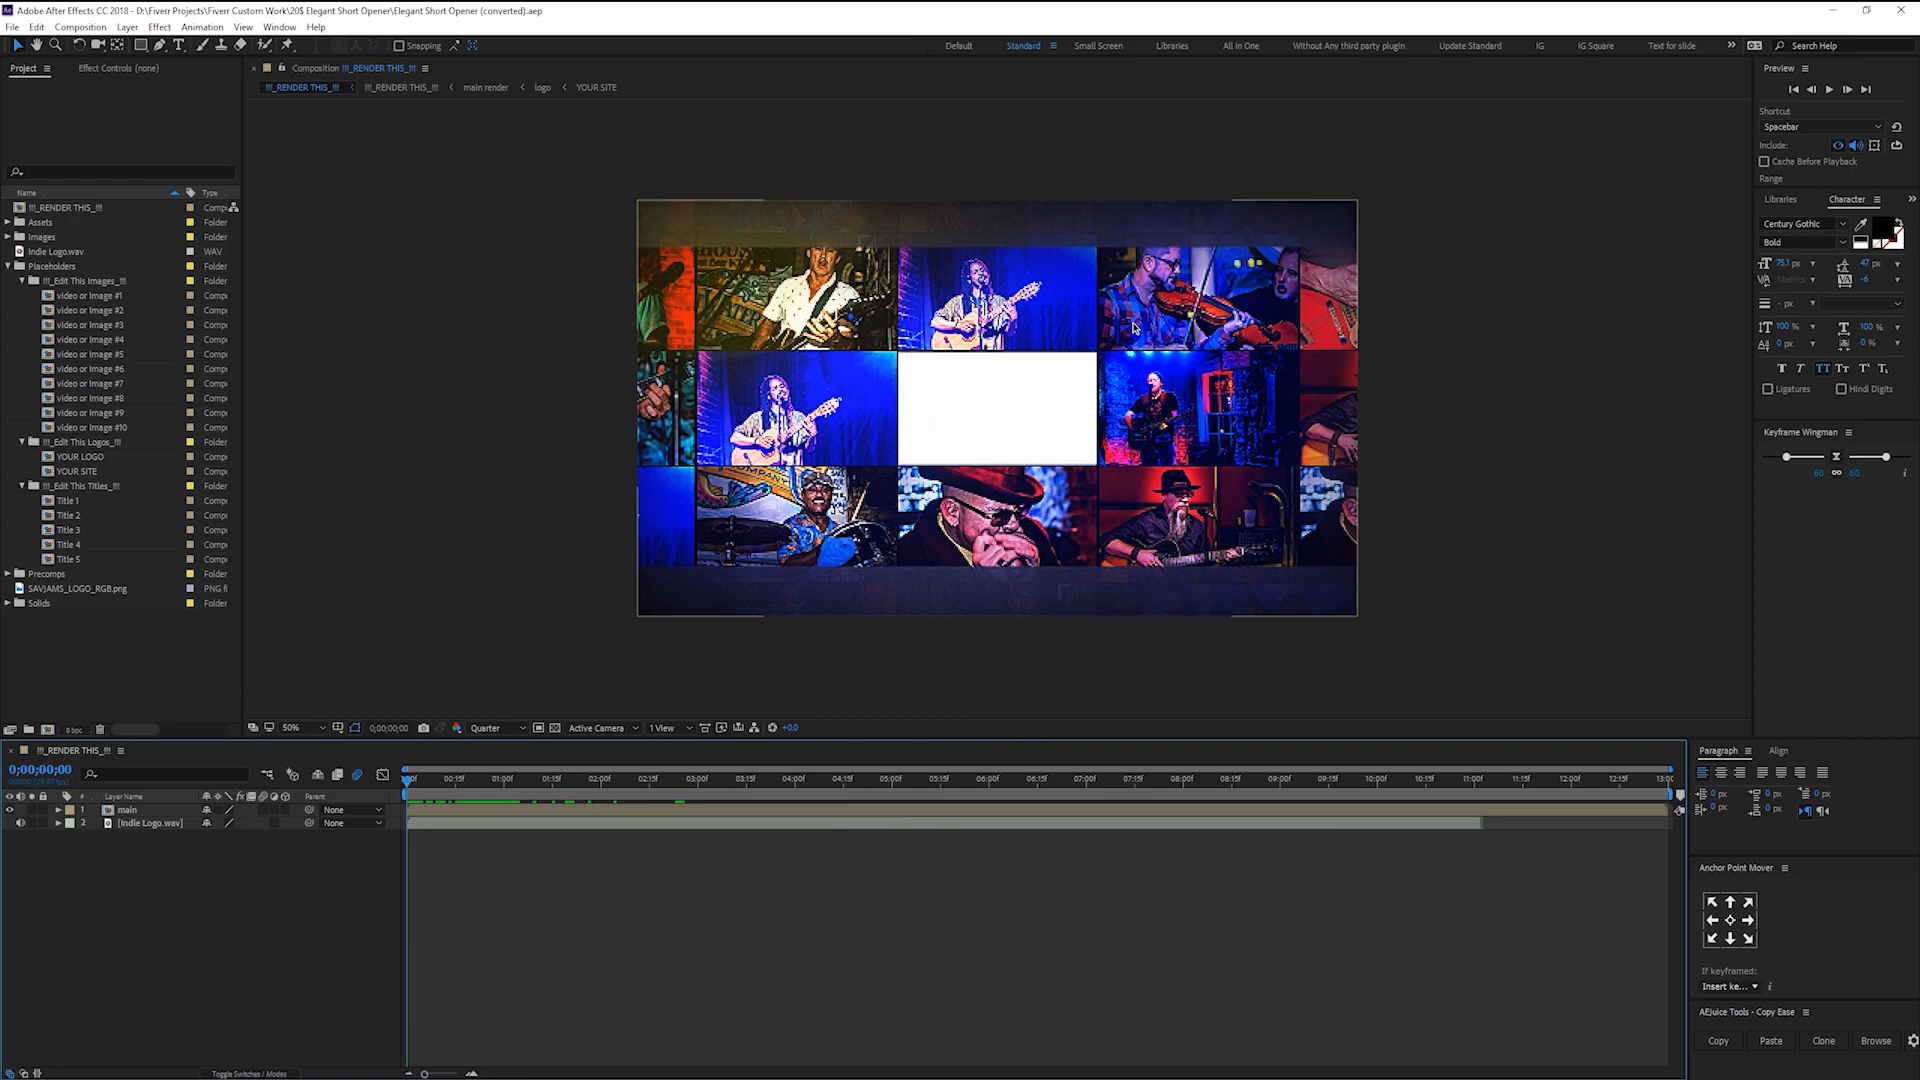 Adobe After Effects CC 2018 - D:\Fiverr Projects\Fiverr Custom Work\20$ Elegant Short Opener\Elegant Short Opener (converted).aep
File Edit Composition Layer Effect Animation View Window Help
Snapping Default Standard Small Screen Libraries All in One Without Any third party plugin Update Standard IG IG Square Text for slide Search Help
Project Effect Controls (none) Composition !!!_RENDER THIS_!!! Preview
!!!_RENDER THIS_!!! !!!_RENDER THIS_!!! main render logo YOUR SITE
Shortcut
Spacebar
Include:
Cache Before Playback
Range
Name Type
!!!_RENDER THIS_!!! Comp
Assets Folder
Images Folder
Indie Logo.wav WAV
Placeholders Folder
!!!_Edit This Images_!!! Folder
video or Image #1 Comp
video or Image #2 Comp
video or Image #3 Comp
video or Image #4 Comp
video or Image #5 Comp
video or Image #6 Comp
video or Image #7 Comp
video or Image #8 Comp
video or Image #9 Comp
video or Image #10 Comp
!!!_Edit This Logos_!!! Folder
YOUR LOGO Comp
YOUR SITE Comp
!!!_Edit This Titles_!!! Folder
Title 1 Comp
Title 2 Comp
Title 3 Comp
Title 4 Comp
Title 5 Comp
Precomps Folder
SAVJAMS_LOGO_RGB.png PNG fi
Solids Folder
Libraries Character
Century Gothic
Bold
75.1 px 47 px
Metrics -6
- px
100 % 100 %
0 px 0 %
Ligatures Hindi Digits
Keyframe Wingman
60 60
8 bpc 50% 0;00;00;00 Quarter Active Camera 1 View +0.0
!!!_RENDER THIS_!!!
0;00;00;00
00:15f 01:00f 01:15f 02:00f 02:15f 03:00f 03:15f 04:00f 04:15f 05:00f 05:15f 06:00f 06:15f 07:00f 07:15f 08:00f 08:15f 09:00f 09:15f 10:00f 10:15f 11:00f 11:15f 12:00f 12:15f 13:00
# Layer Name Parent
1 main None
2 [Indie Logo.wav] None
Toggle Switches / Modes
Paragraph Align
0 px 0 px 0 px
0 px 0 px
Anchor Point Mover
If keyframed:
Insert ke...
AEJuice Tools - Copy Ease
Copy Paste Clone Browse